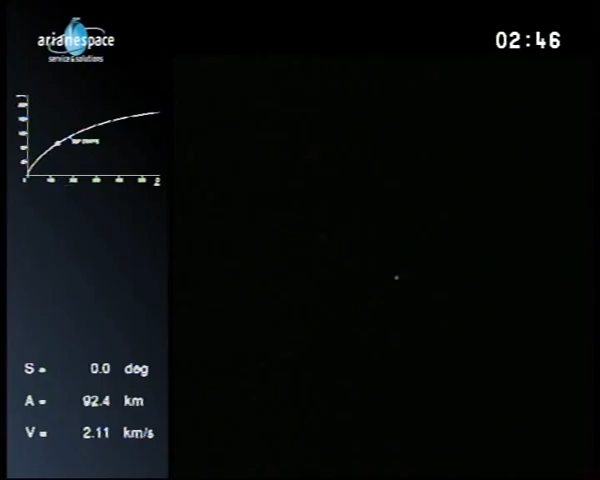 arianespace
service & solutions
02:46
S = 0.0 deg
A = 92.4 km
V = 2.11 km/s